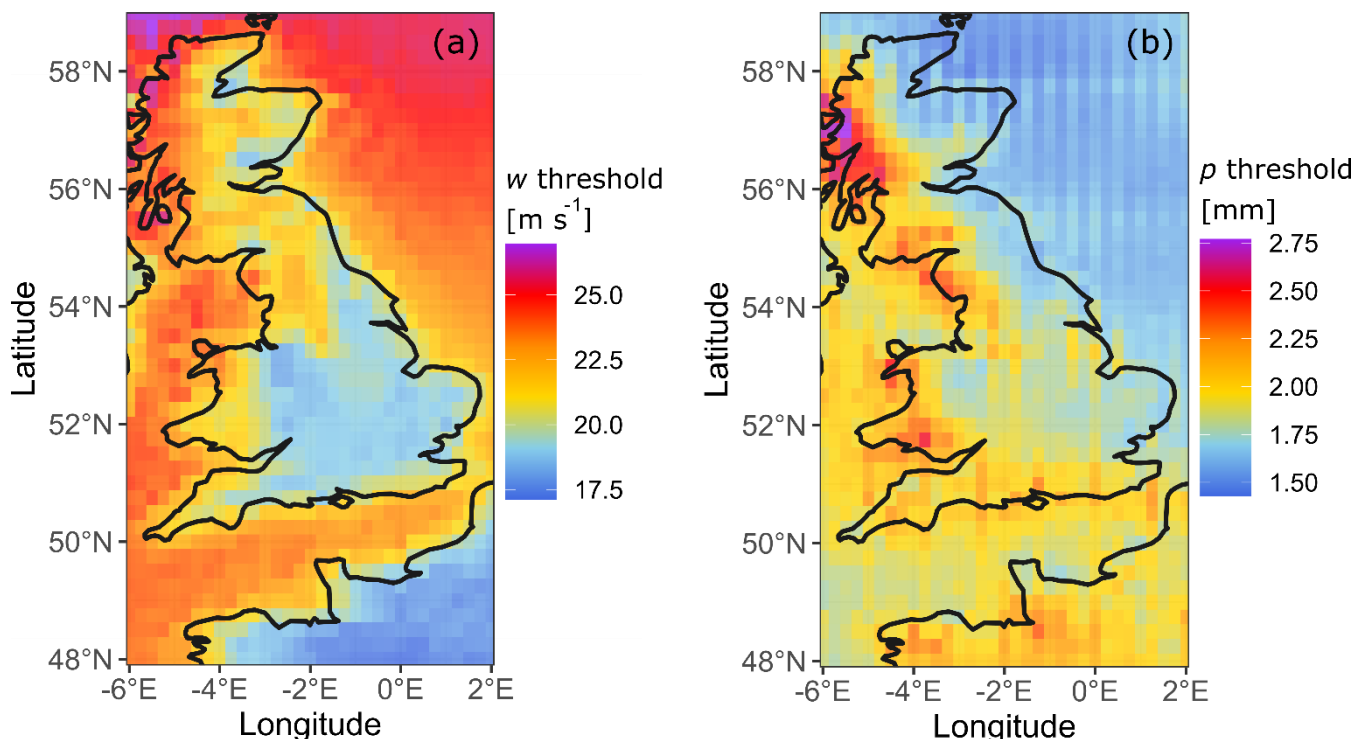 (a)
58°N
56°N
54°N
52°N
50°N
48°N
-6°E -4°E -2°E 0°E 2°E
Longitude
Latitude
w threshold
[m s⁻¹]
25.0
22.5
20.0
17.5
(b)
58°N
56°N
54°N
52°N
50°N
48°N
-6°E -4°E -2°E 0°E 2°E
Longitude
Latitude
p threshold
[mm]
2.75
2.50
2.25
2.00
1.75
1.50